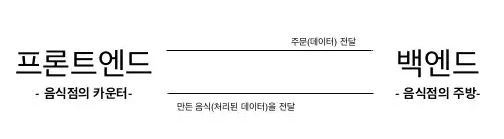 주문(데이터) 전달
프론트엔드
백엔드
- 음식점의 카운터-
- 음식점의 주방-
만든 음식(처리된 데이터)을 전달